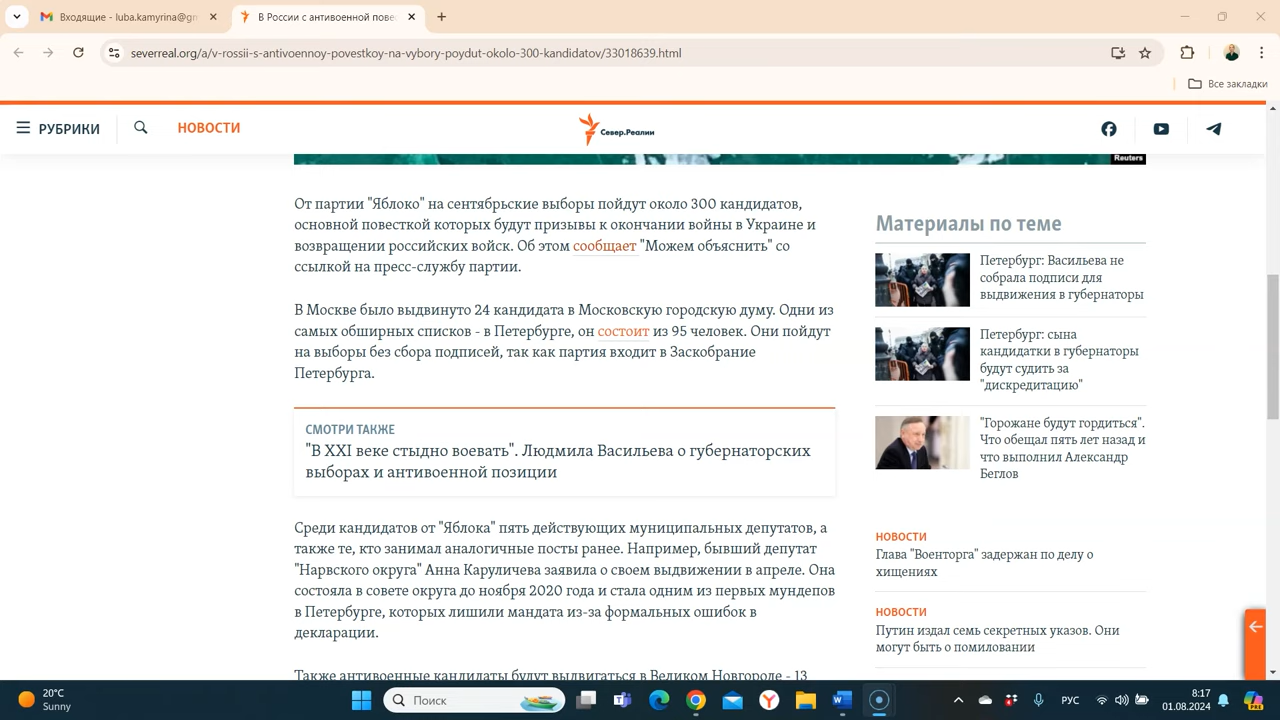 Входящие - luba.kamyrina@gm
В России с антивоенной повес
severreal.org/a/v-rossii-s-antivoennoy-povestkoy-na-vybory-poydut-okolo-300-kandidatov/33018639.html
Все закладки
РУБРИКИ
НОВОСТИ
Север.Реалии
Reuters
От партии "Яблоко" на сентябрьские выборы пойдут около 300 кандидатов,
основной повесткой которых будут призывы к окончании войны в Украине и
возвращении российских войск. Об этом сообщает "Можем объяснить" со
ссылкой на пресс-службу партии.
В Москве было выдвинуто 24 кандидата в Московскую городскую думу. Одни из
самых обширных списков - в Петербурге, он состоит из 95 человек. Они пойдут
на выборы без сбора подписей, так как партия входит в Заскобрание
Петербурга.
СМОТРИ ТАКЖЕ
"В XXI веке стыдно воевать". Людмила Васильева о губернаторских
выборах и антивоенной позиции
Среди кандидатов от "Яблока" пять действующих муниципальных депутатов, а
также те, кто занимал аналогичные посты ранее. Например, бывший депутат
"Нарвского округа" Анна Каруличева заявила о своем выдвижении в апреле. Она
состояла в совете округа до ноября 2020 года и стала одним из первых мундепов
в Петербурге, которых лишили мандата из-за формальных ошибок в
декларации.
Также антивоенные кандидаты будут выдвигаться в Великом Новгороде - 13
Материалы по теме
Петербург: Васильева не
собрала подписи для
выдвижения в губернаторы
Петербург: сына
кандидатки в губернаторы
будут судить за
"дискредитацию"
"Горожане будут гордиться".
Что обещал пять лет назад и
что выполнил Александр
Беглов
НОВОСТИ
Глава "Военторга" задержан по делу о
хищениях
НОВОСТИ
Путин издал семь секретных указов. Они
могут быть о помиловании
20°C
Sunny
Поиск
РУС
8:17
01.08.2024